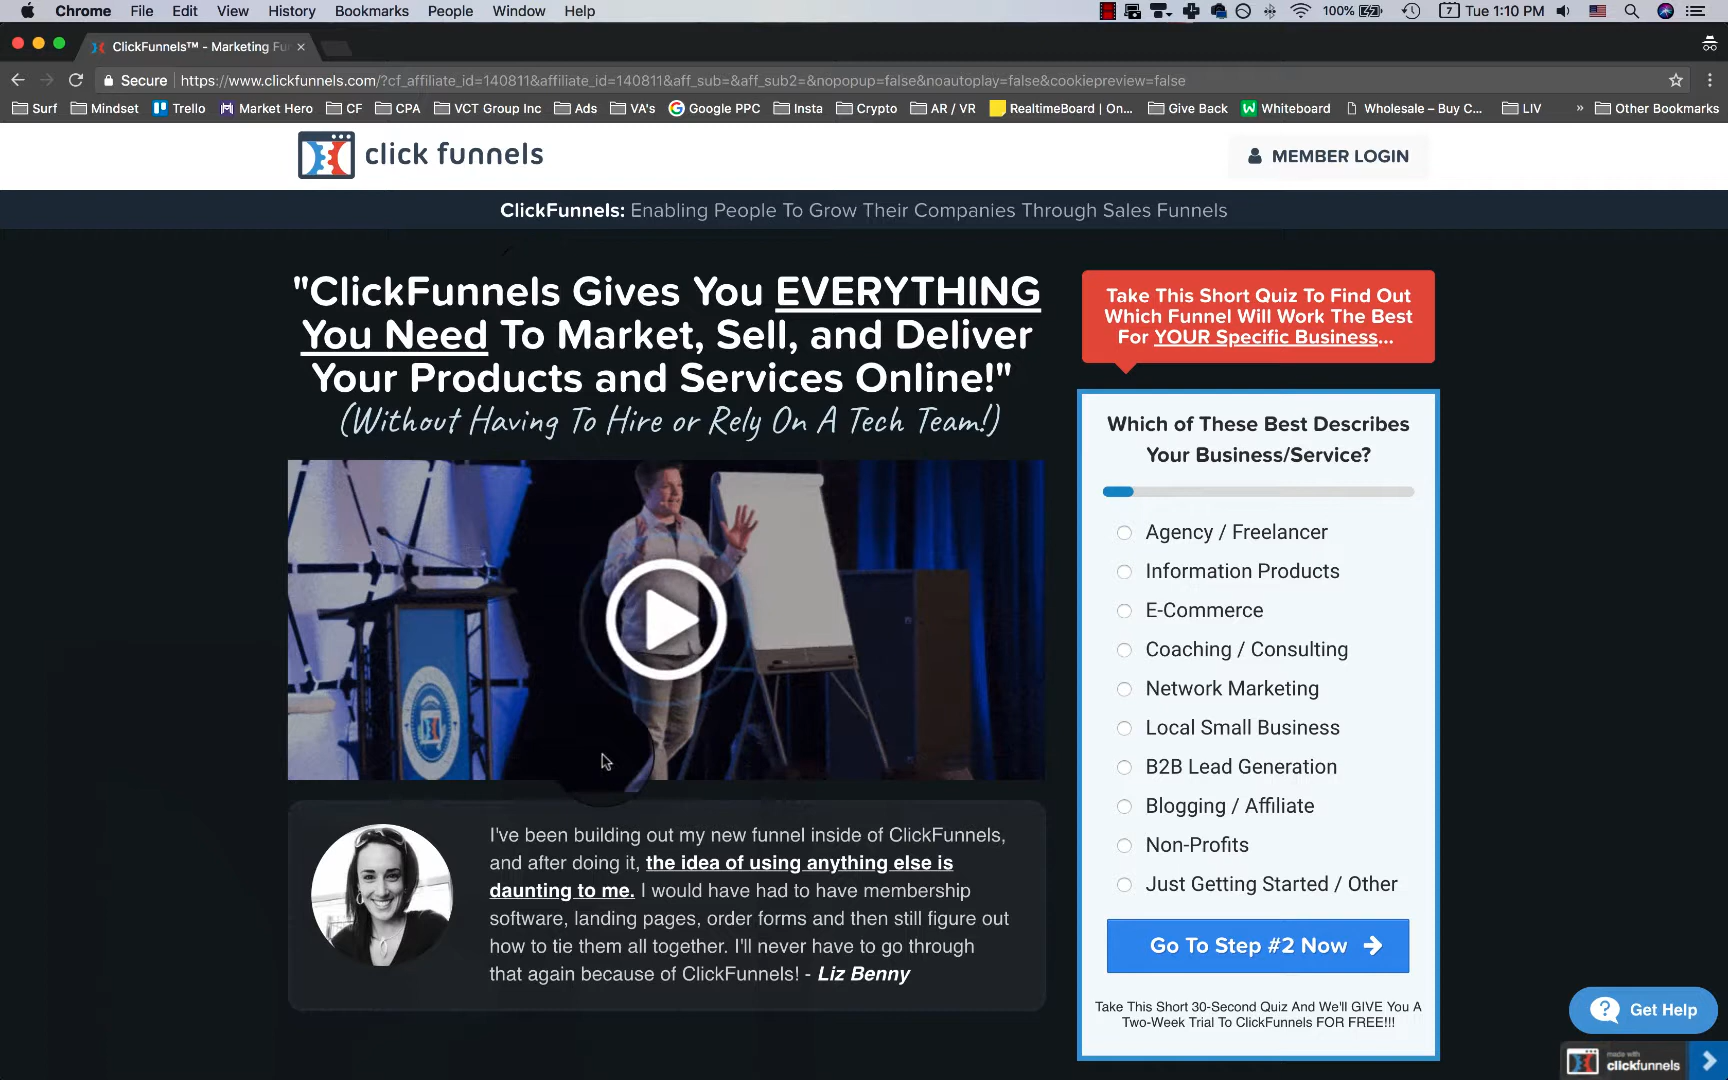 Chrome File Edit View History Bookmarks People Window Help
100% 7 Tue 1:10 PM
ClickFunnels™ - Marketing Fun
Secure https://www.clickfunnels.com/?cf_affiliate_id=140811&affiliate_id=140811&aff_sub=&aff_sub2=&nopopup=false&noautoplay=false&cookiepreview=false
Surf Mindset Trello Market Hero CF CPA VCT Group Inc Ads VA's Google PPC Insta Crypto AR / VR RealtimeBoard | On... Give Back Whiteboard Wholesale – Buy C... LIV » Other Bookmarks
click funnels
MEMBER LOGIN
ClickFunnels: Enabling People To Grow Their Companies Through Sales Funnels
"ClickFunnels Gives You EVERYTHING
You Need To Market, Sell, and Deliver
Your Products and Services Online!"
(Without Having To Hire or Rely On A Tech Team!)
I've been building out my new funnel inside of ClickFunnels,
and after doing it, the idea of using anything else is
daunting to me. I would have had to have membership
software, landing pages, order forms and then still figure out
how to tie them all together. I'll never have to go through
that again because of ClickFunnels! - Liz Benny
Take This Short Quiz To Find Out
Which Funnel Will Work The Best
For YOUR Specific Business...
Which of These Best Describes
Your Business/Service?
Agency / Freelancer
Information Products
E-Commerce
Coaching / Consulting
Network Marketing
Local Small Business
B2B Lead Generation
Blogging / Affiliate
Non-Profits
Just Getting Started / Other
Go To Step #2 Now
Take This Short 30-Second Quiz And We'll GIVE You A
Two-Week Trial To ClickFunnels FOR FREE!!!
Get Help
made with
clickfunnels